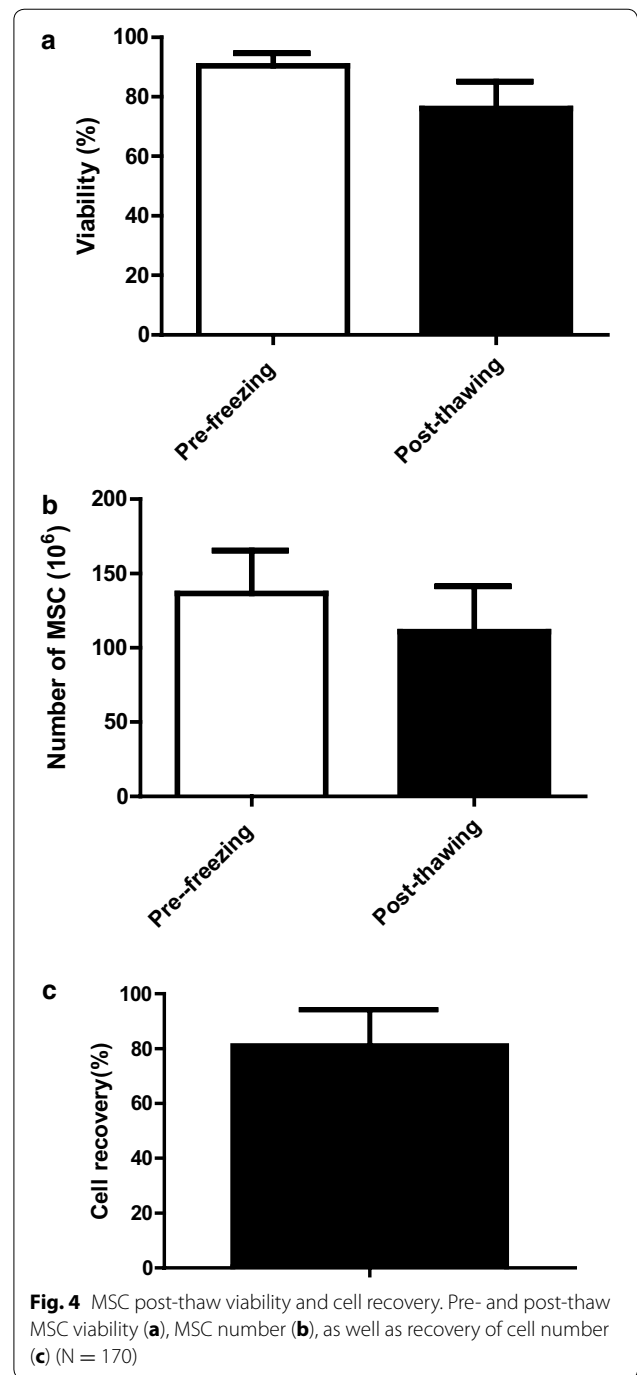 a
100
80
60
40
20
0
Viability (%)
Pre-freezing
Post-thawing
b
200
150
100
50
0
Number of MSC (10⁶)
Pre--freezing
Post-thawing
c
100
80
60
40
20
0
Cell recovery(%)
Fig. 4 MSC post-thaw viability and cell recovery. Pre- and post-thaw
MSC viability (a), MSC number (b), as well as recovery of cell number
(c) (N = 170)